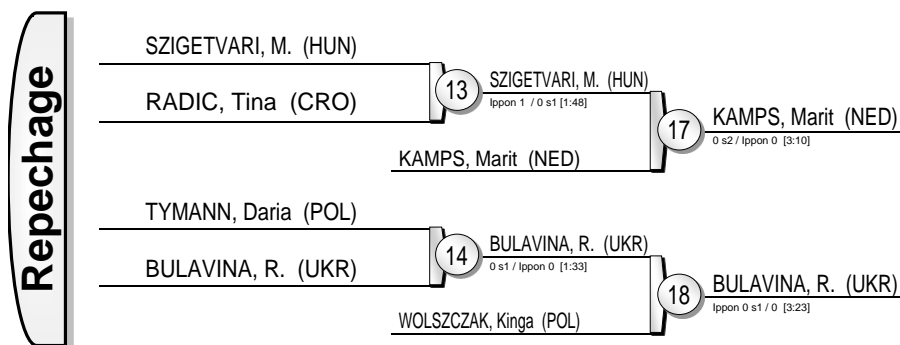 Repechage
SZIGETVARI, M. (HUN)
RADIC, Tina (CRO)
13
SZIGETVARI, M. (HUN)
Ippon 1 / 0 s1 [1:48]
KAMPS, Marit (NED)
17
KAMPS, Marit (NED)
0 s2 / Ippon 0 [3:10]
TYMANN, Daria (POL)
BULAVINA, R. (UKR)
14
BULAVINA, R. (UKR)
0 s1 / Ippon 0 [1:33]
WOLSZCZAK, Kinga (POL)
18
BULAVINA, R. (UKR)
Ippon 0 s1 / 0 [3:23]